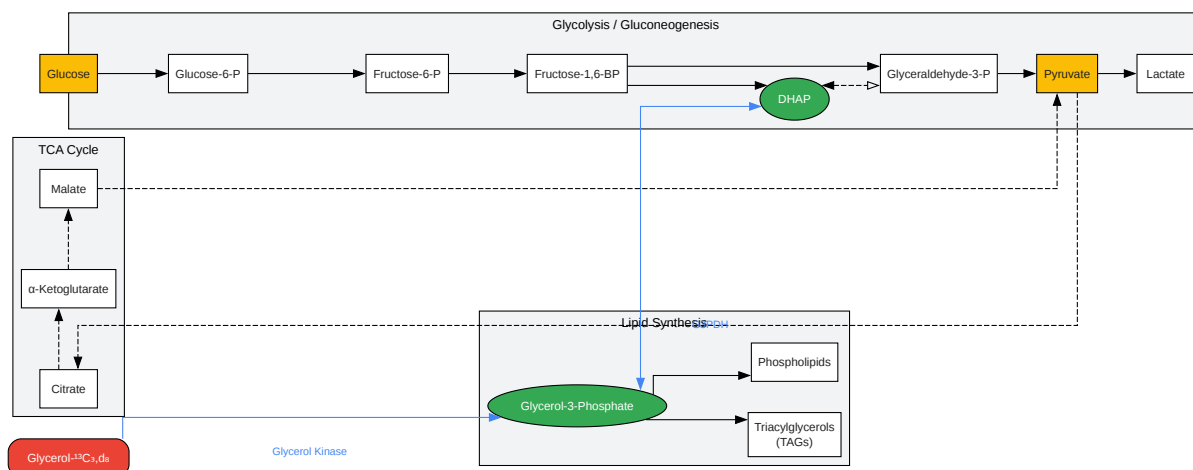 Glycolysis / Gluconeogenesis
Glucose
Glucose-6-P
Fructose-6-P
Fructose-1,6-BP
Glyceraldehyde-3-P
Pyruvate
Lactate
DHAP
TCA Cycle
Malate
α-Ketoglutarate
Citrate
Lipid Synthesis
G3PDH
Phospholipids
Glycerol-3-Phosphate
Triacylglycerols
(TAGs)
Glycerol Kinase
Glycerol-¹³C₃,d₈